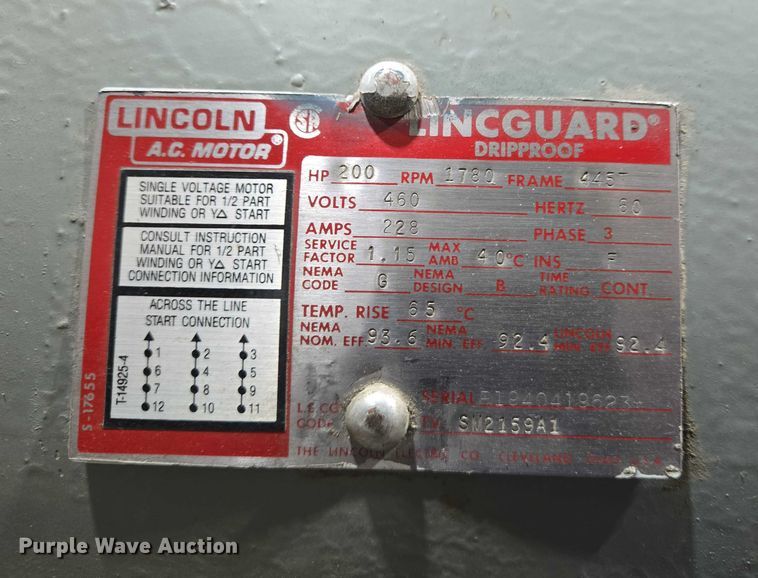 LINCOLN®
A.C. MOTOR
SA
LINCGUARD®
DRIPPROOF
SINGLE VOLTAGE MOTOR
SUITABLE FOR 1/2 PART
WINDING OR Y∆ START
CONSULT INSTRUCTION
MANUAL FOR 1/2 PART
WINDING OR Y∆ START
CONNECTION INFORMATION
ACROSS THE LINE
START CONNECTION
1 2 3
6 4 5
7 8 9
12 10 11
T-14925-4
S-17655
HP 200 RPM 1780 FRAME 445T
VOLTS 460 HERTZ 60
AMPS 228 PHASE 3
SERVICE FACTOR 1.15 MAX AMB 40°C INS F
NEMA CODE G NEMA DESIGN B TIME RATING CONT.
TEMP. RISE 65 °C
NEMA NOM. EFF. 93.6 NEMA MIN. EFF 92.4 LINCOLN MIN. EFF 92.4
SERIAL
L.E.CO.
CODE SN2159A1
THE LINCOLN ELECTRIC CO. CLEVELAND, OHIO U.S.A.
Purple Wave Auction